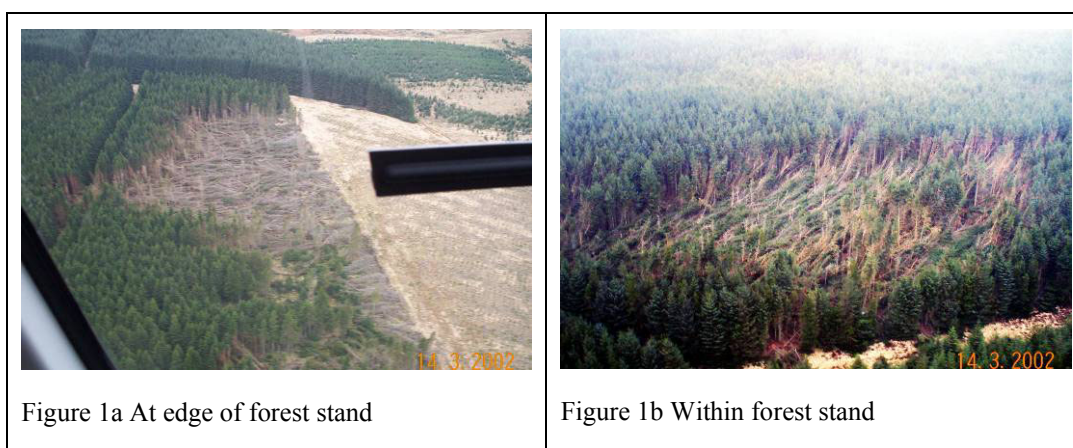 14. 3. 2002
14. 3. 2002
Figure 1a At edge of forest stand
Figure 1b Within forest stand